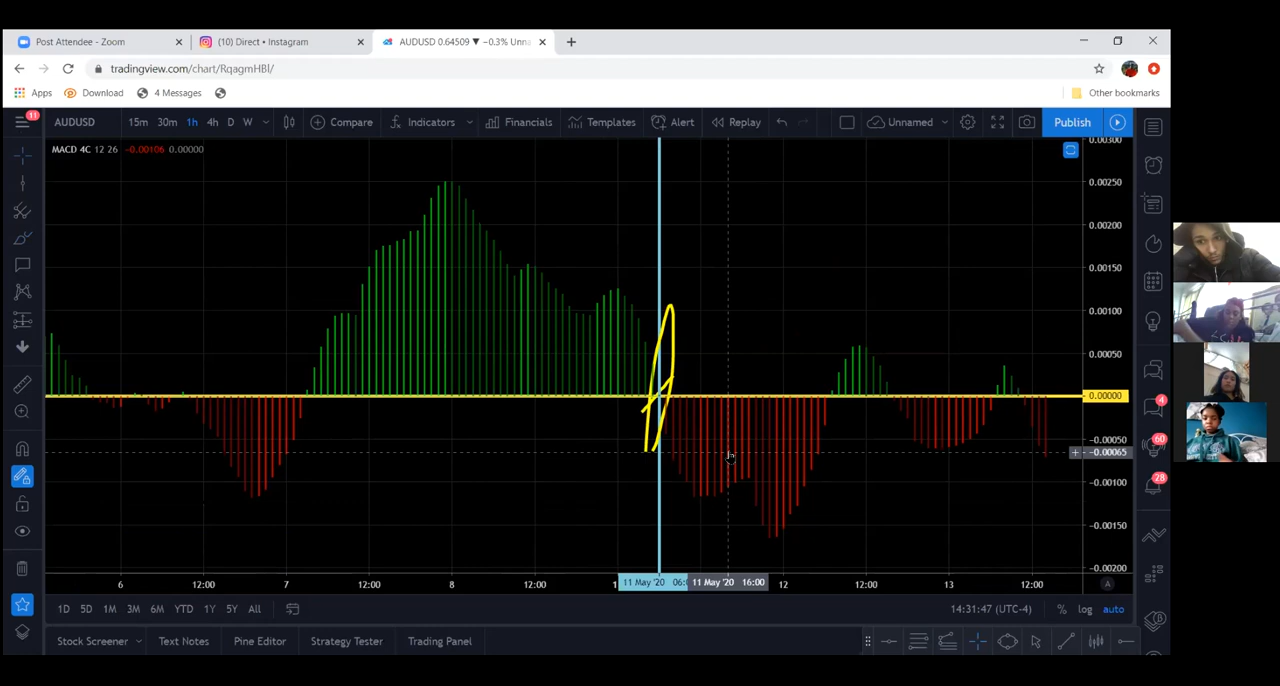 Post Attendee - Zoom
(10) Direct • Instagram
AUDUSD 0.64509 ▼ −0.3% Unna
tradingview.com/chart/RqagmHBl/
Apps
Download
4 Messages
Other bookmarks
11
AUDUSD
15m
30m
1h
4h
D
W
Compare
Indicators
Financials
Templates
Alert
Replay
Unnamed
Publish
MACD 4C 12 26 −0.00106 0.00000
0.00300
0.00250
0.00200
0.00150
0.00100
0.00050
0.00000
-0.00050
-0.00065
-0.00100
-0.00150
-0.00200
4
60
28
6
12:00
7
12:00
8
12:00
1
11 May '20 06:
11 May '20 16:00
12
12:00
13
12:00
A
1D
5D
1M
3M
6M
YTD
1Y
5Y
All
14:31:47 (UTC-4)
%
log
auto
Stock Screener
Text Notes
Pine Editor
Strategy Tester
Trading Panel